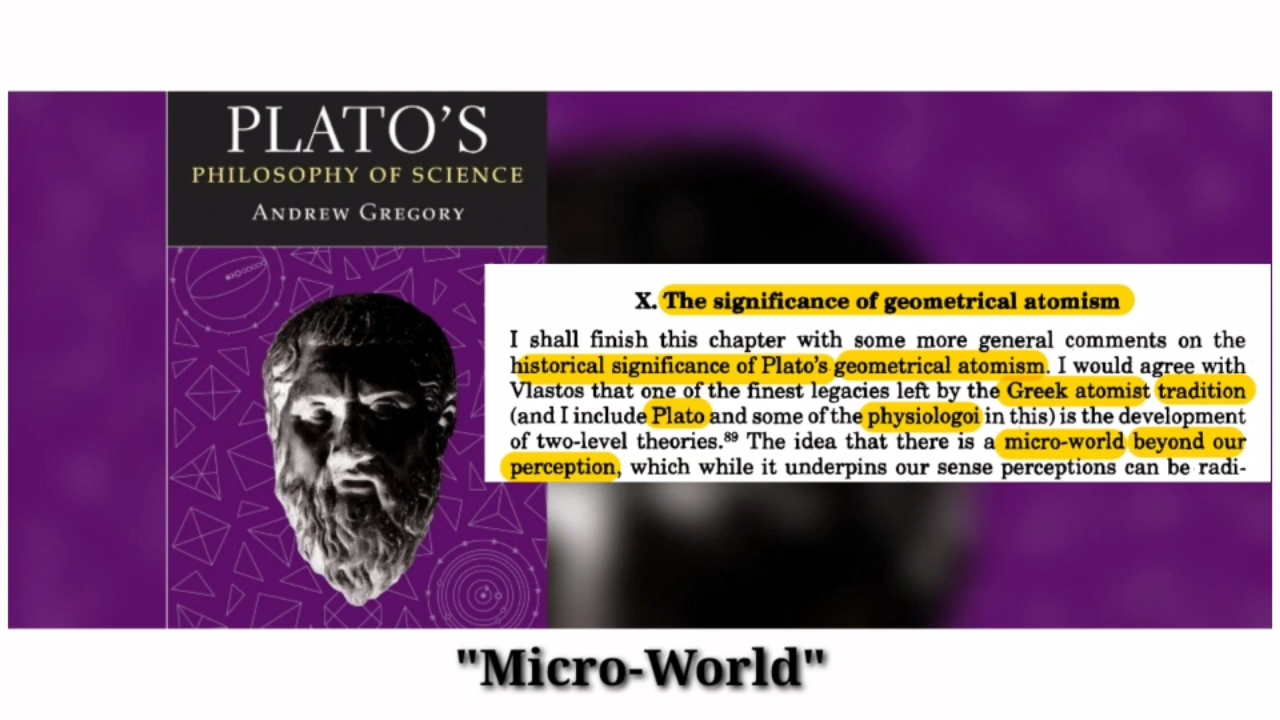 PLATO'S
PHILOSOPHY OF SCIENCE
ANDREW GREGORY
X. The significance of geometrical atomism
I shall finish this chapter with some more general comments on the
historical significance of Plato's geometrical atomism. I would agree with
Vlastos that one of the finest legacies left by the Greek atomist tradition
(and I include Plato and some of the physiologoi in this) is the development
of two-level theories.⁸⁹ The idea that there is a micro-world beyond our
perception, which while it underpins our sense perceptions can be radi-
"Micro-World"